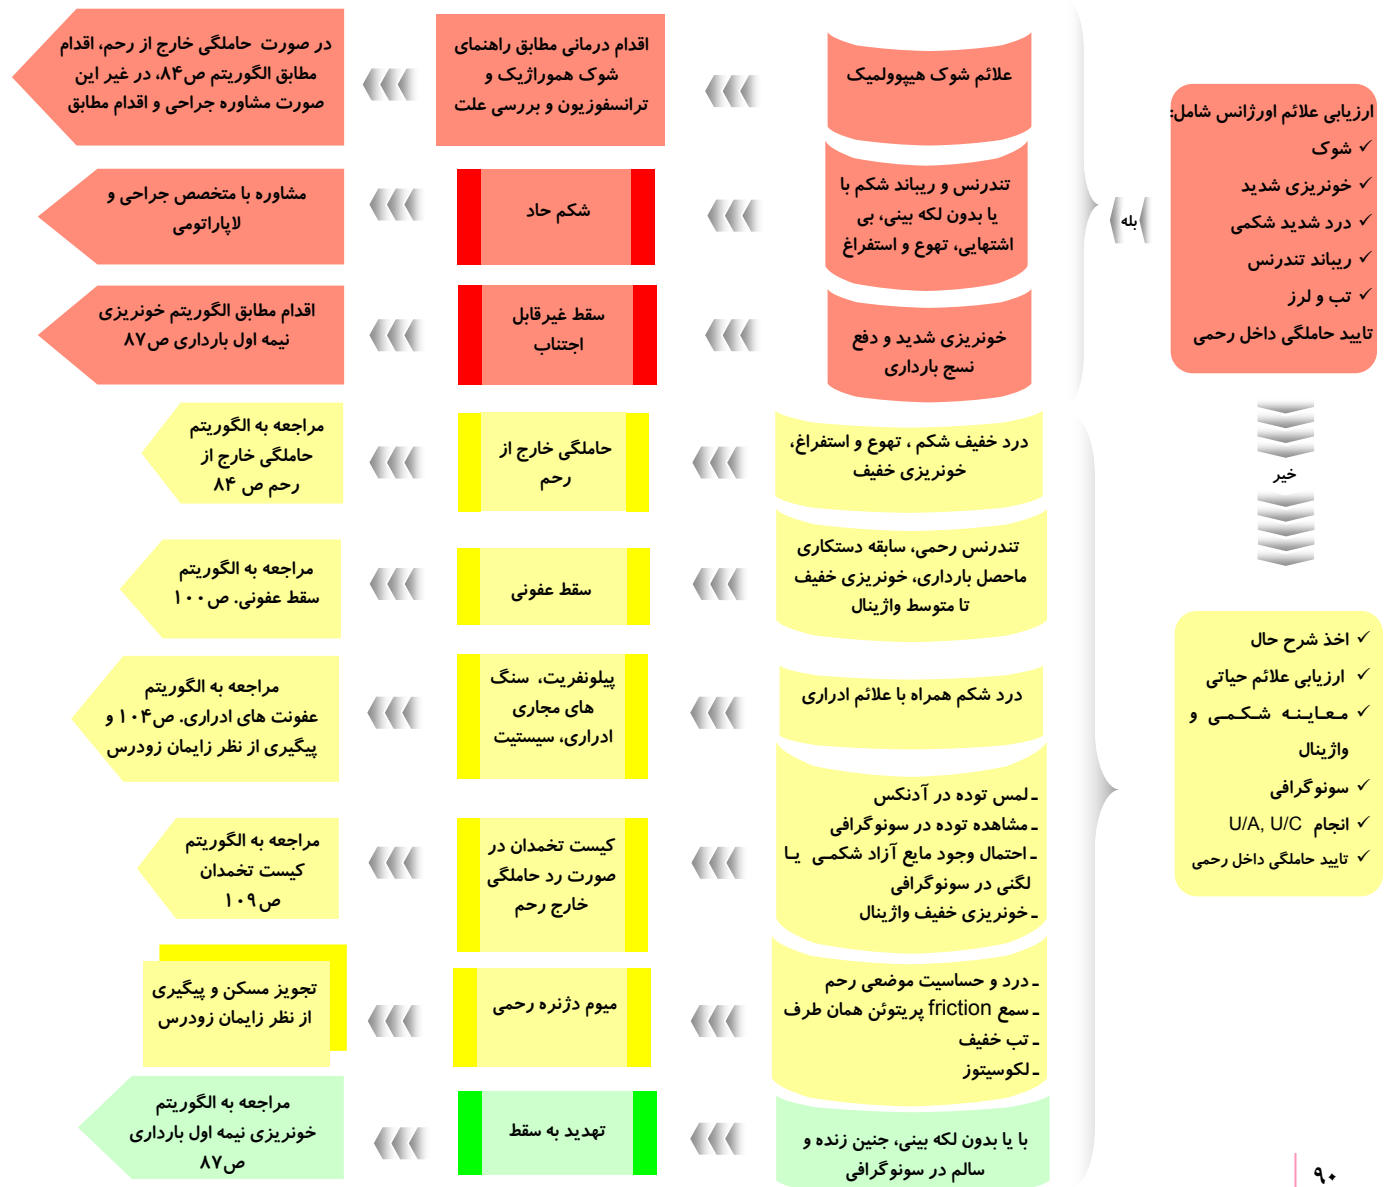 ارزیابی علائم اورژانس شامل:
✓ شوک
✓ خونریزی شدید
✓ درد شدید شکمی
✓ ریباند تندرنس
✓ تب و لرز
تایید حاملگی داخل رحمی
بله
علائم شوک هیپوولمیک
اقدام درمانی مطابق راهنمای
شوک هموراژیک و
ترانسفوزیون و بررسی علت
در صورت حاملگی خارج از رحم، اقدام
مطابق الگوریتم ص۸۴، در غیر این
صورت مشاوره جراحی و اقدام مطابق
تندرنس و ریباند شکم با
یا بدون لکه بینی، بی
اشتهایی، تهوع و استفراغ
شکم حاد
مشاوره با متخصص جراحی و
لاپاراتومی
خونریزی شدید و دفع
نسج بارداری
سقط غیرقابل
اجتناب
اقدام مطابق الگوریتم خونریزی
نیمه اول بارداری ص۸۷
خیر
✓ اخذ شرح حال
✓ ارزیابی علائم حیاتی
✓ معاینه شکمی و
واژینال
✓ سونوگرافی
✓ انجام U/A, U/C
✓ تایید حاملگی داخل رحمی
درد خفیف شکم ، تهوع و استفراغ،
خونریزی خفیف
حاملگی خارج از
رحم
مراجعه به الگوریتم
حاملگی خارج از
رحم ص ۸۴
تندرنس رحمی، سابقه دستکاری
ماحصل بارداری، خونریزی خفیف
تا متوسط واژینال
سقط عفونی
مراجعه به الگوریتم
سقط عفونی. ص۱۰۰
درد شکم همراه با علائم ادراری
پیلونفریت، سنگ
های مجاری
ادراری، سیستیت
مراجعه به الگوریتم
عفونت های ادراری. ص۱۰۴ و
پیگیری از نظر زایمان زودرس
ـ لمس توده در آدنکس
ـ مشاهده توده در سونوگرافی
ـ احتمال وجود مایع آزاد شکمی یا
لگنی در سونوگرافی
ـ خونریزی خفیف واژینال
کیست تخمدان در
صورت رد حاملگی
خارج رحم
مراجعه به الگوریتم
کیست تخمدان
ص۱۰۹
ـ درد و حساسیت موضعی رحم
ـ سمع friction پریتوئن همان طرف
ـ تب خفیف
ـ لکوسیتوز
میوم دژنره رحمی
تجویز مسکن و پیگیری
از نظر زایمان زودرس
با یا بدون لکه بینی، جنین زنده و
سالم در سونوگرافی
تهدید به سقط
مراجعه به الگوریتم
خونریزی نیمه اول بارداری
ص۸۷
۹۰